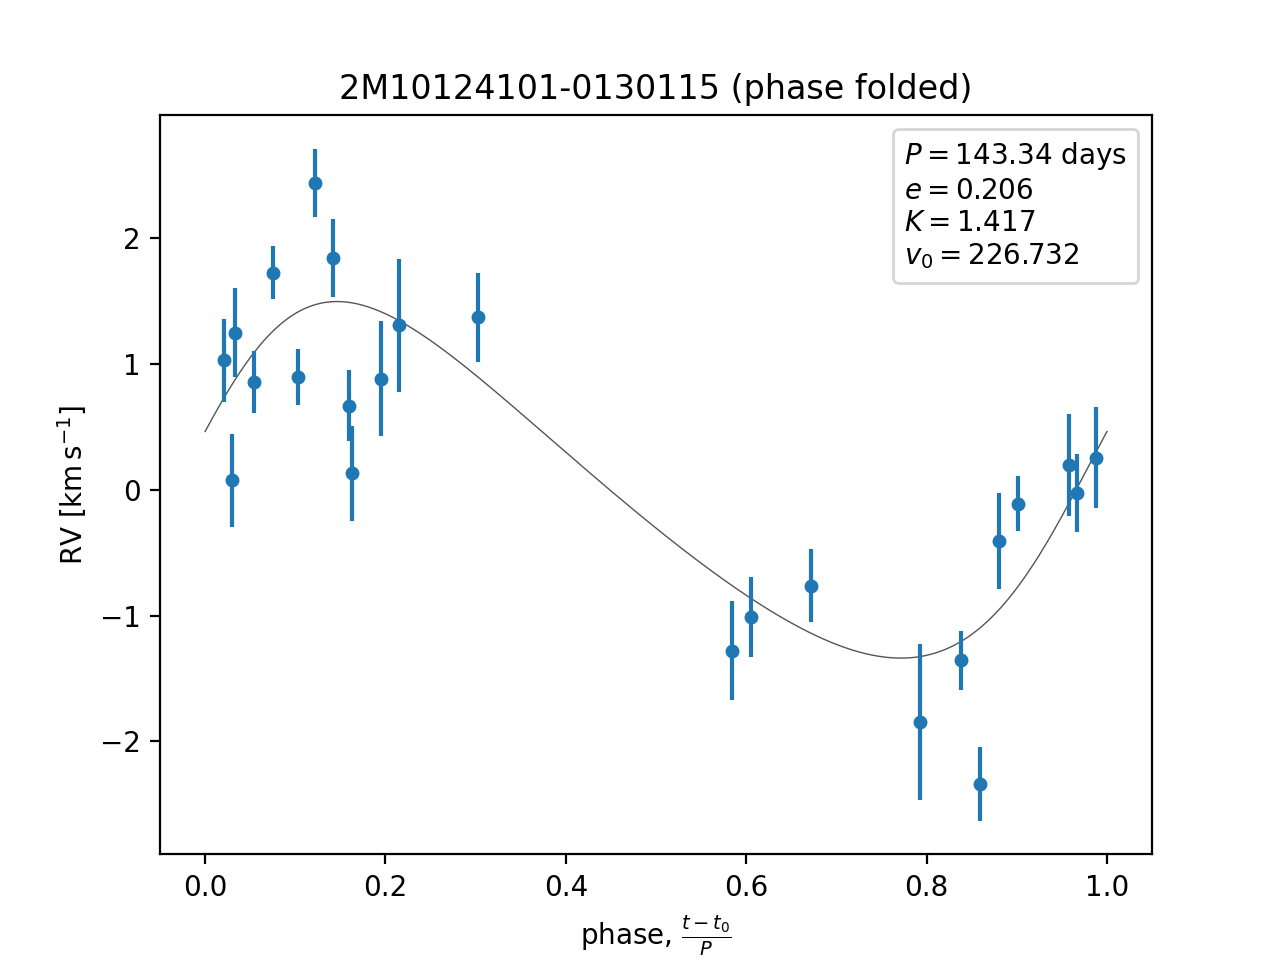 2M10124101-0130115 (phase folded)
P = 143.34 days
e = 0.206
K = 1.417
v₀ = 226.732
2
1
0
−1
−2
RV [km s⁻¹]
0.0 0.2 0.4 0.6 0.8 1.0
phase, (t − t₀)/P